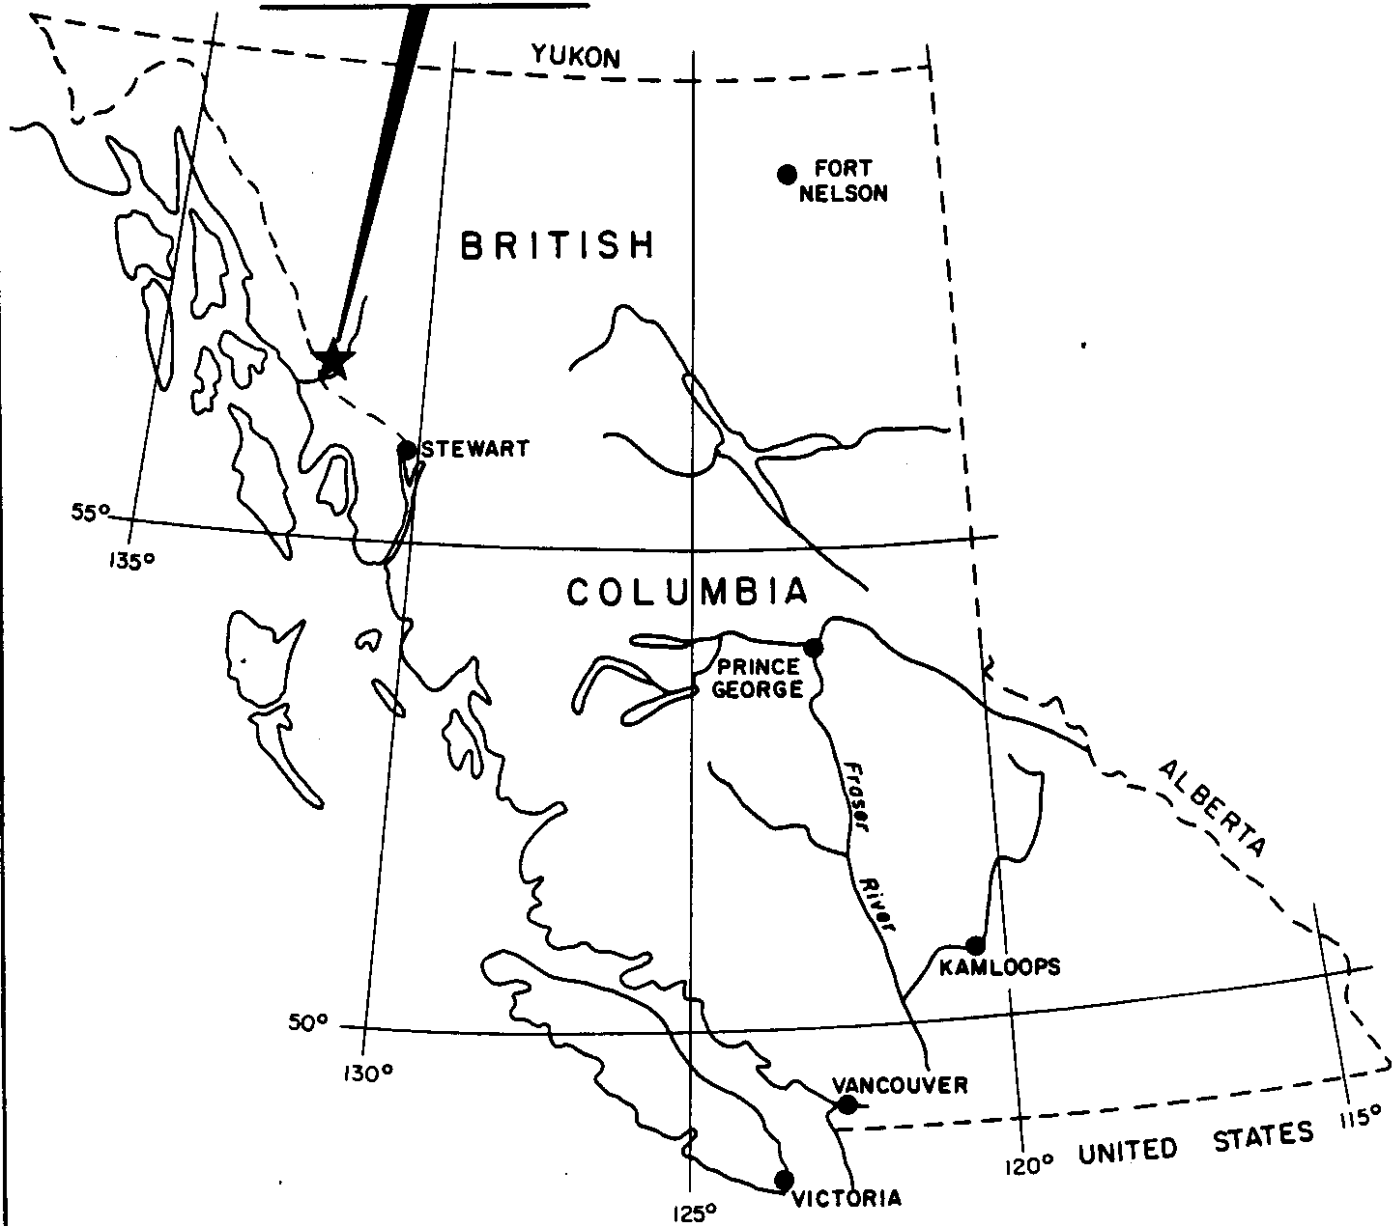 YUKON
FORT
NELSON
BRITISH
STEWART
55°
135°
COLUMBIA
PRINCE
GEORGE
Fraser
River
ALBERTA
KAMLOOPS
50°
130°
VANCOUVER
115°
120°
UNITED STATES
VICTORIA
125°